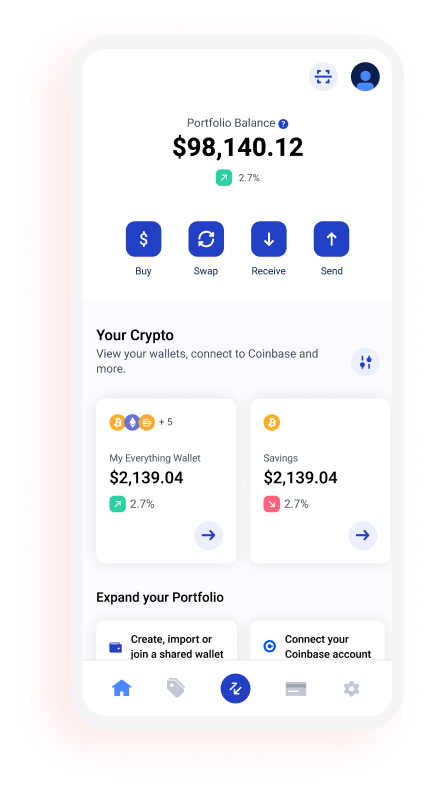 Portfolio Balance ?
$98,140.12
2.7%
$
Buy
Swap
Receive
Send
Your Crypto
View your wallets, connect to Coinbase and
more.
+ 5
My Everything Wallet
$2,139.04
2.7%
Savings
$2,139.04
2.7%
Expand your Portfolio
Create, import or
join a shared wallet
Connect your
Coinbase account